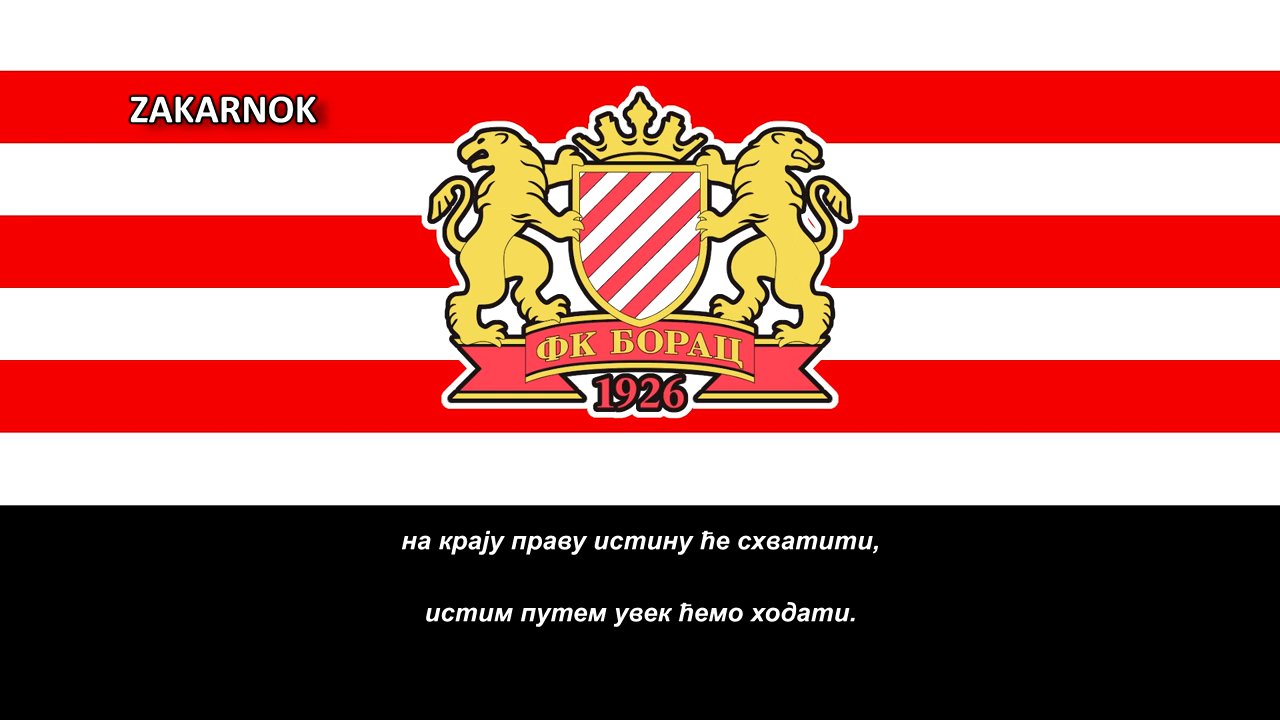 ZAKARNOK
ФК БОРАЦ
1926
на крају праву истину ће схватити,
истим путем увек ћемо ходати.